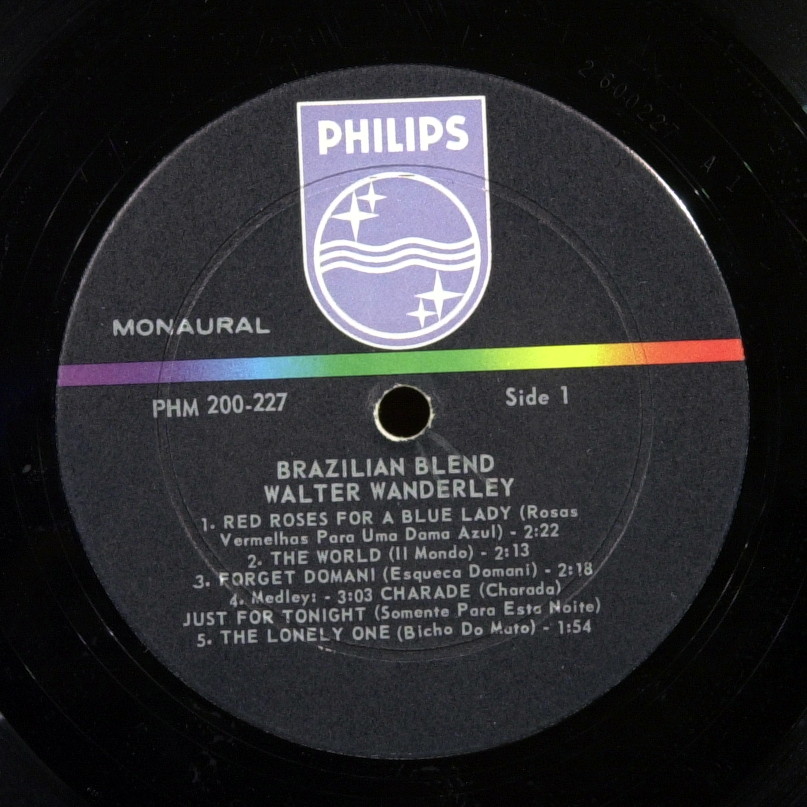 2 600227 A 1
PHILIPS
MONAURAL
PHM 200-227
Side 1
BRAZILIAN BLEND
WALTER WANDERLEY
1. RED ROSES FOR A BLUE LADY (Rosas
Vermelhas Para Uma Dama Azul) - 2:22
2. THE WORLD (Il Mondo) - 2:13
3. FORGET DOMANI (Esqueca Domani) - 2:18
4. Medley: - 3:03 CHARADE (Charada)
JUST FOR TONIGHT (Somente Para Esta Noite)
5. THE LONELY ONE (Bicho Do Mato) - 1:54